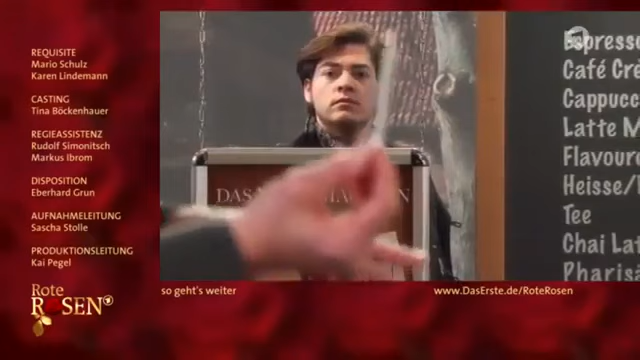 REQUISITE
Mario Schulz
Karen Lindemann
CASTING
Tina Böckenhauer
REGIEASSISTENZ
Rudolf Simonitsch
Markus Ibrom
DISPOSITION
Eberhard Grun
AUFNAHMELEITUNG
Sascha Stolle
PRODUKTIONSLEITUNG
Kai Pegel
Rote
ROSEN
so geht's weiter
www.DasErste.de/RoteRosen
Espresso
Café Crè
Cappucc
Latte M
Flavour
Heisse/
Tee
Chai Lat
Pharisä